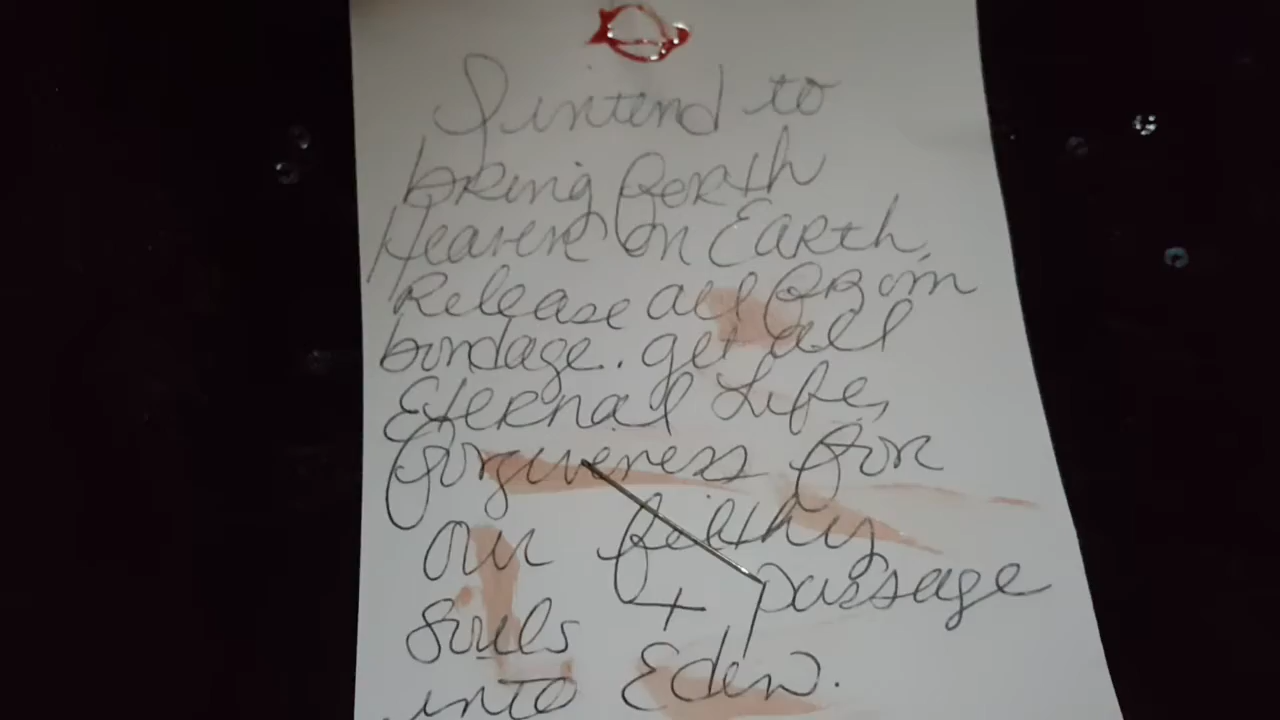 I intend to
bring forth
Heaven on Earth,
Release all from
bondage. get all
Eternal Life,
forgiveness for
our filthy
souls + passage
into Eden.